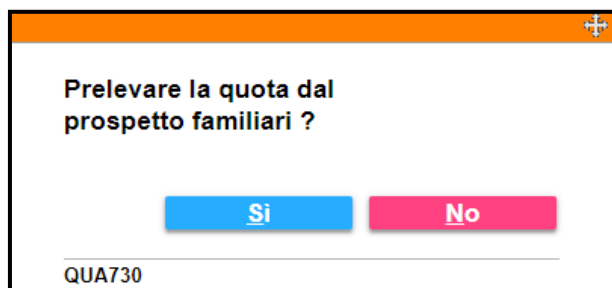 Prelevare la quota dal
prospetto familiari ?
Sì No
QUA730